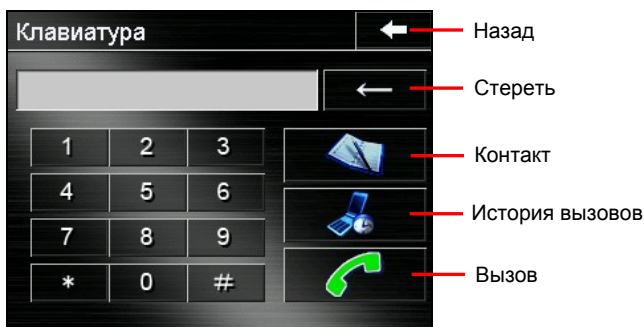 Клавиатура
Назад
Стереть
1 2 3
Контакт
4 5 6
История вызовов
7 8 9
* 0 #
Вызов